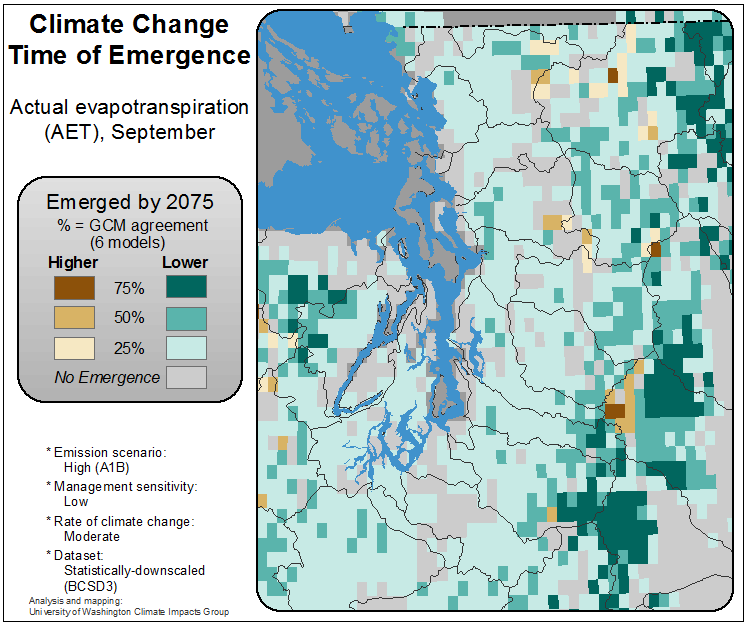 Climate Change
Time of Emergence
Actual evapotranspiration
(AET), September
Emerged by 2075
% = GCM agreement
(6 models)
Higher Lower
75%
50%
25%
No Emergence
* Emission scenario:
High (A1B)
* Management sensitivity:
Low
* Rate of climate change:
Moderate
* Dataset:
Statistically-downscaled
(BCSD3)
Analysis and mapping:
University of Washington Climate Impacts Group